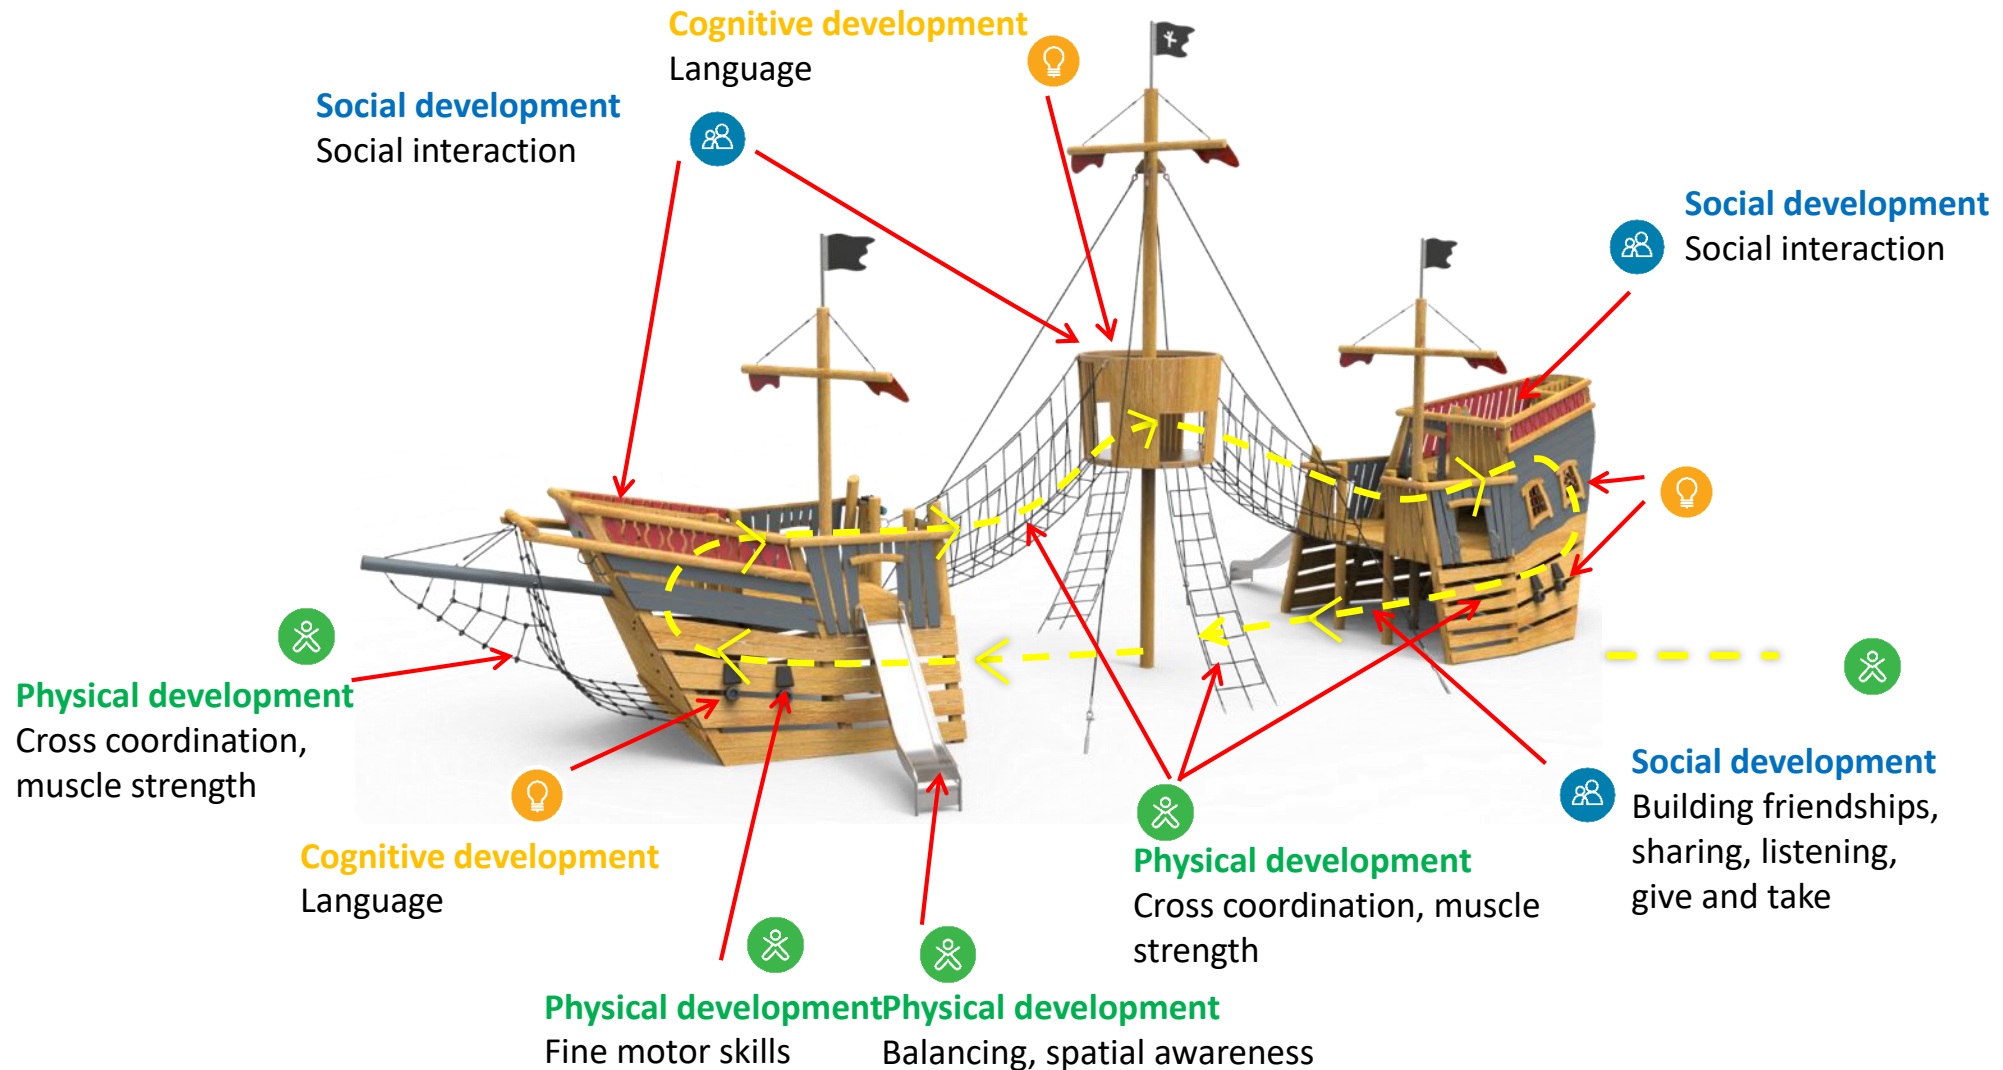 Cognitive development
Language
Social development
Social interaction
Social development
Social interaction
Physical development
Cross coordination,
muscle strength
Cognitive development
Language
Physical development
Fine motor skills
Physical development
Balancing, spatial awareness
Physical development
Cross coordination, muscle
strength
Social development
Building friendships,
sharing, listening,
give and take